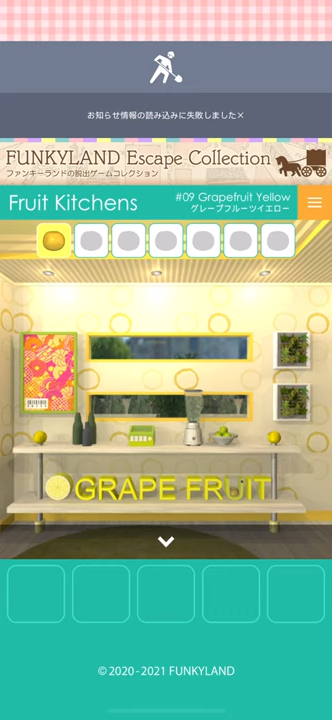 お知らせ情報の読み込みに失敗しました×
FUNKYLAND Escape Collection
ファンキーランドの脱出ゲームコレクション
Fruit Kitchens
#09 Grapefruit Yellow
グレープフルーツイエロー
GRAPE FRUIT
© 2020 - 2021 FUNKYLAND